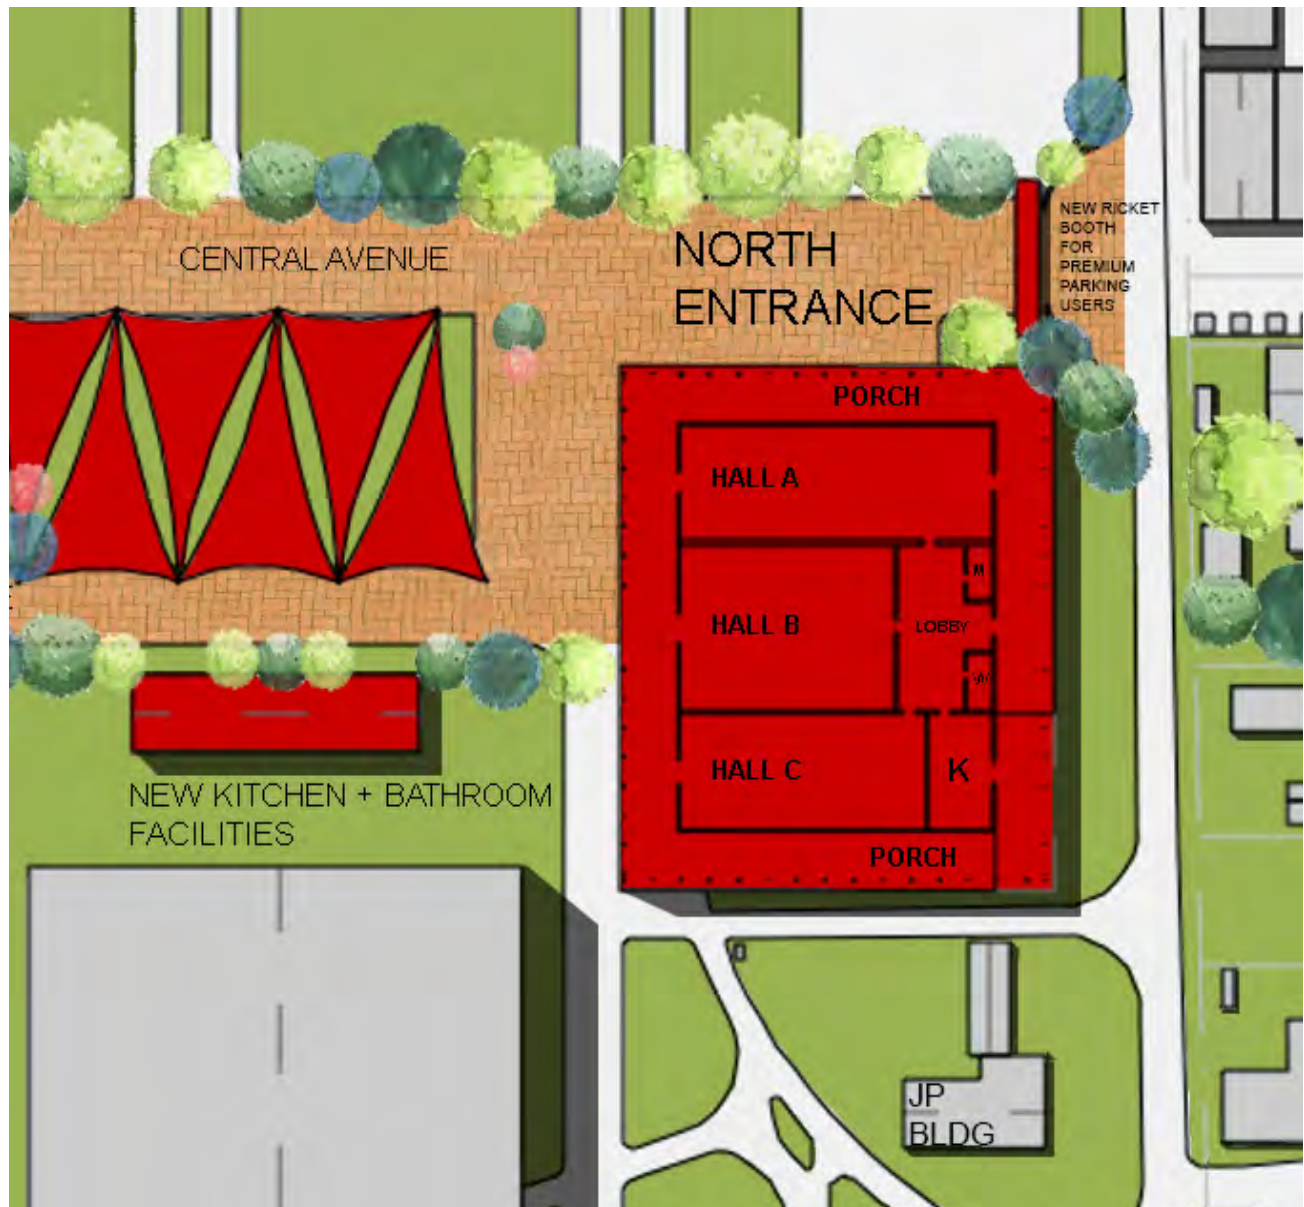 CENTRAL AVENUE
NORTH
ENTRANCE
NEW RICKET
BOOTH
FOR
PREMIUM
PARKING
USERS
PORCH
HALL A
M
HALL B
LOBBY
W
HALL C
K
PORCH
NEW KITCHEN + BATHROOM
FACILITIES
JP
BLDG